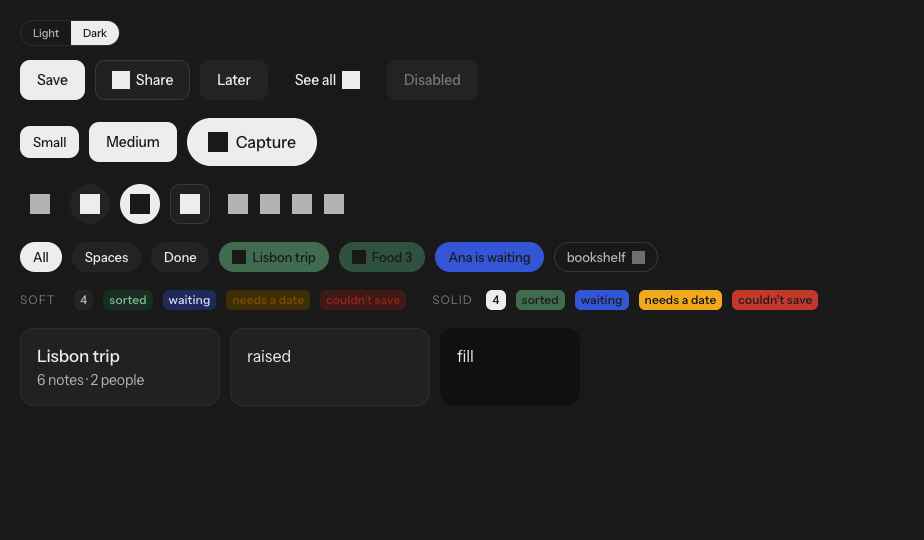 Light Dark
Save Share Later See all Disabled
Small Medium Capture
All Spaces Done Lisbon trip Food 3 Ana is waiting bookshelf
SOFT 4 sorted waiting needs a date couldn't save SOLID 4 sorted waiting needs a date couldn't save
Lisbon trip raised fill
6 notes · 2 people